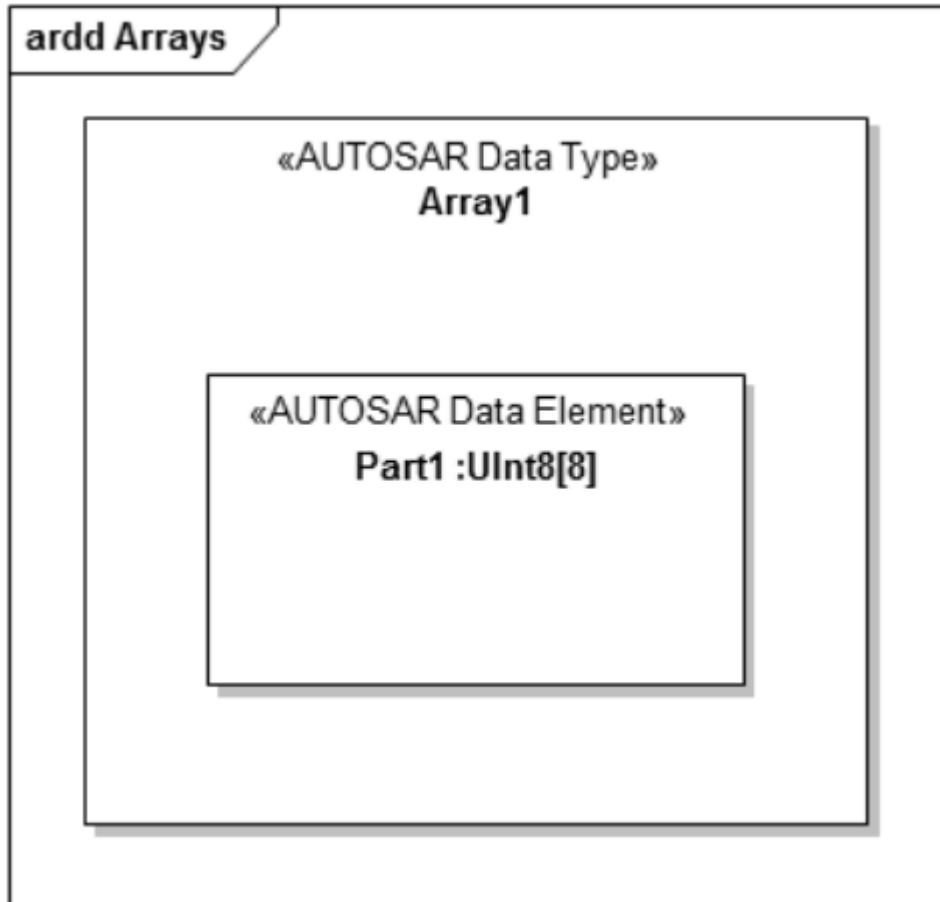 ardd Arrays
«AUTOSAR Data Type»
Array1
«AUTOSAR Data Element»
Part1 :UInt8[8]